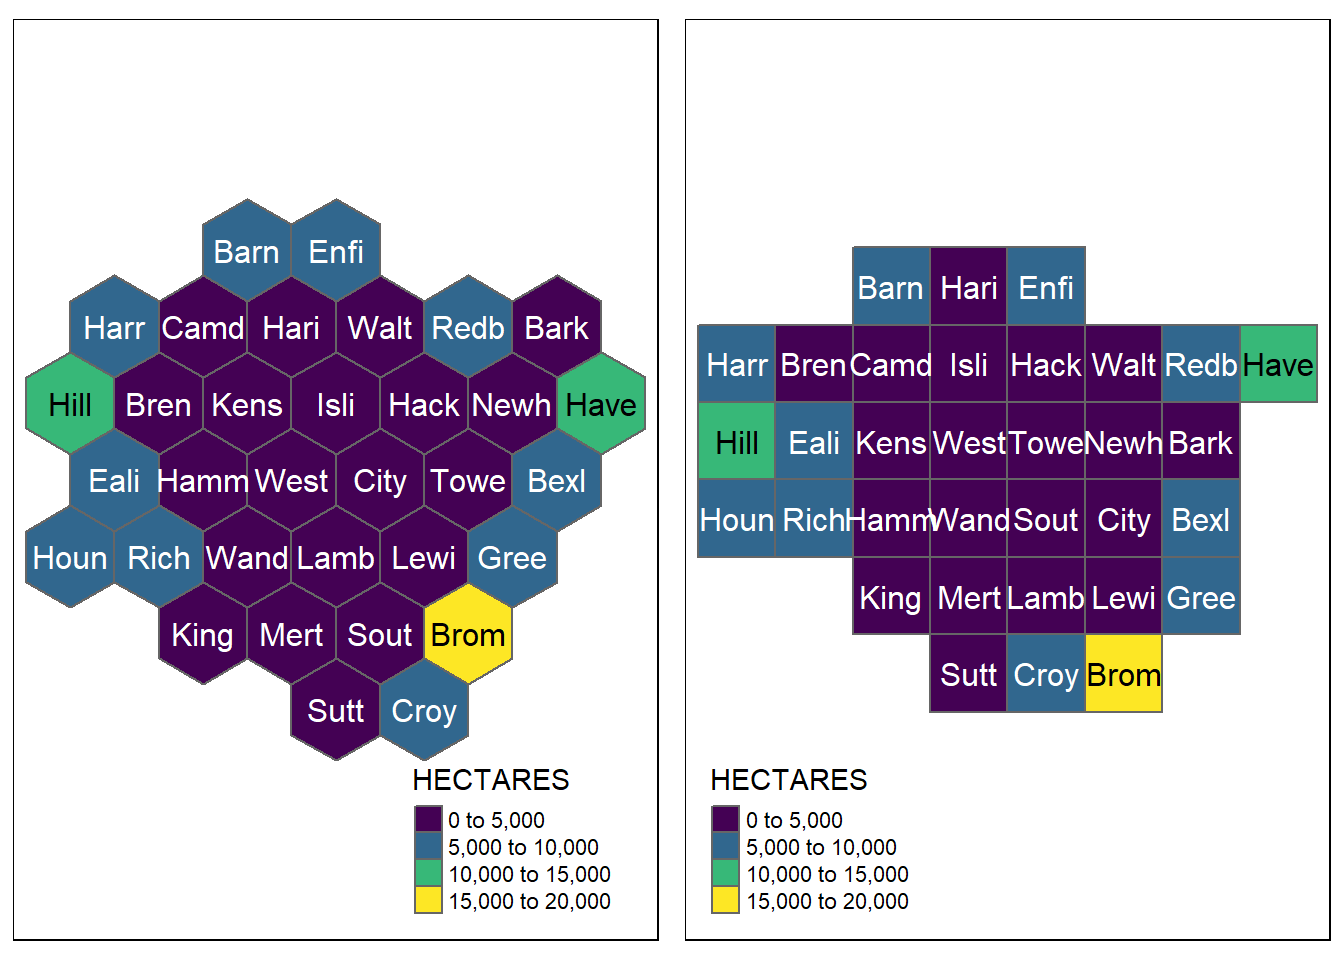 Barn Enfi
Harr Camd Hari Walt Redb Bark
Hill Bren Kens Isli Hack Newh Have
Eali Hamm West City Towe Bexl
Houn Rich Wand Lamb Lewi Gree
King Mert Sout Brom
Sutt Croy
HECTARES
0 to 5,000
5,000 to 10,000
10,000 to 15,000
15,000 to 20,000
Barn Hari Enfi
Harr Bren Camd Isli Hack Walt Redb Have
Hill Eali Kens West Towe Newh Bark
Houn Rich Hamm Wand Sout City Bexl
King Mert Lamb Lewi Gree
Sutt Croy Brom
HECTARES
0 to 5,000
5,000 to 10,000
10,000 to 15,000
15,000 to 20,000